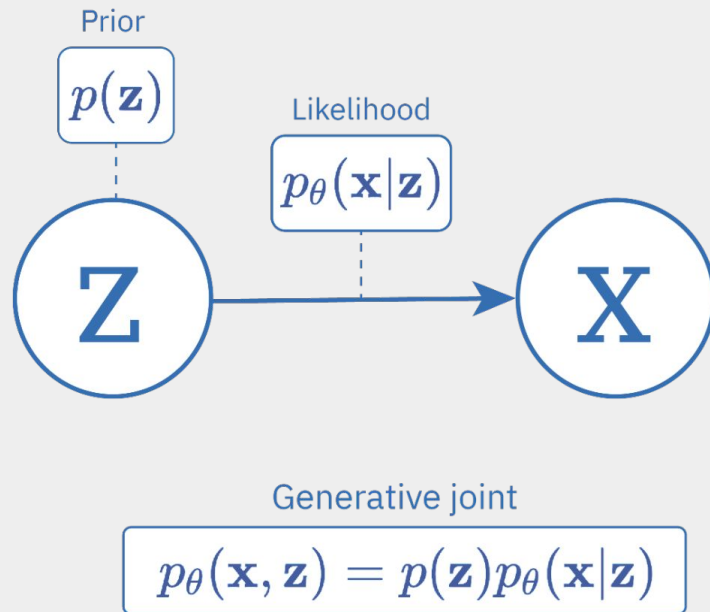 Prior
p(z)
Likelihood
pθ(x|z)
Z
X
Generative joint
pθ(x, z) = p(z)pθ(x|z)